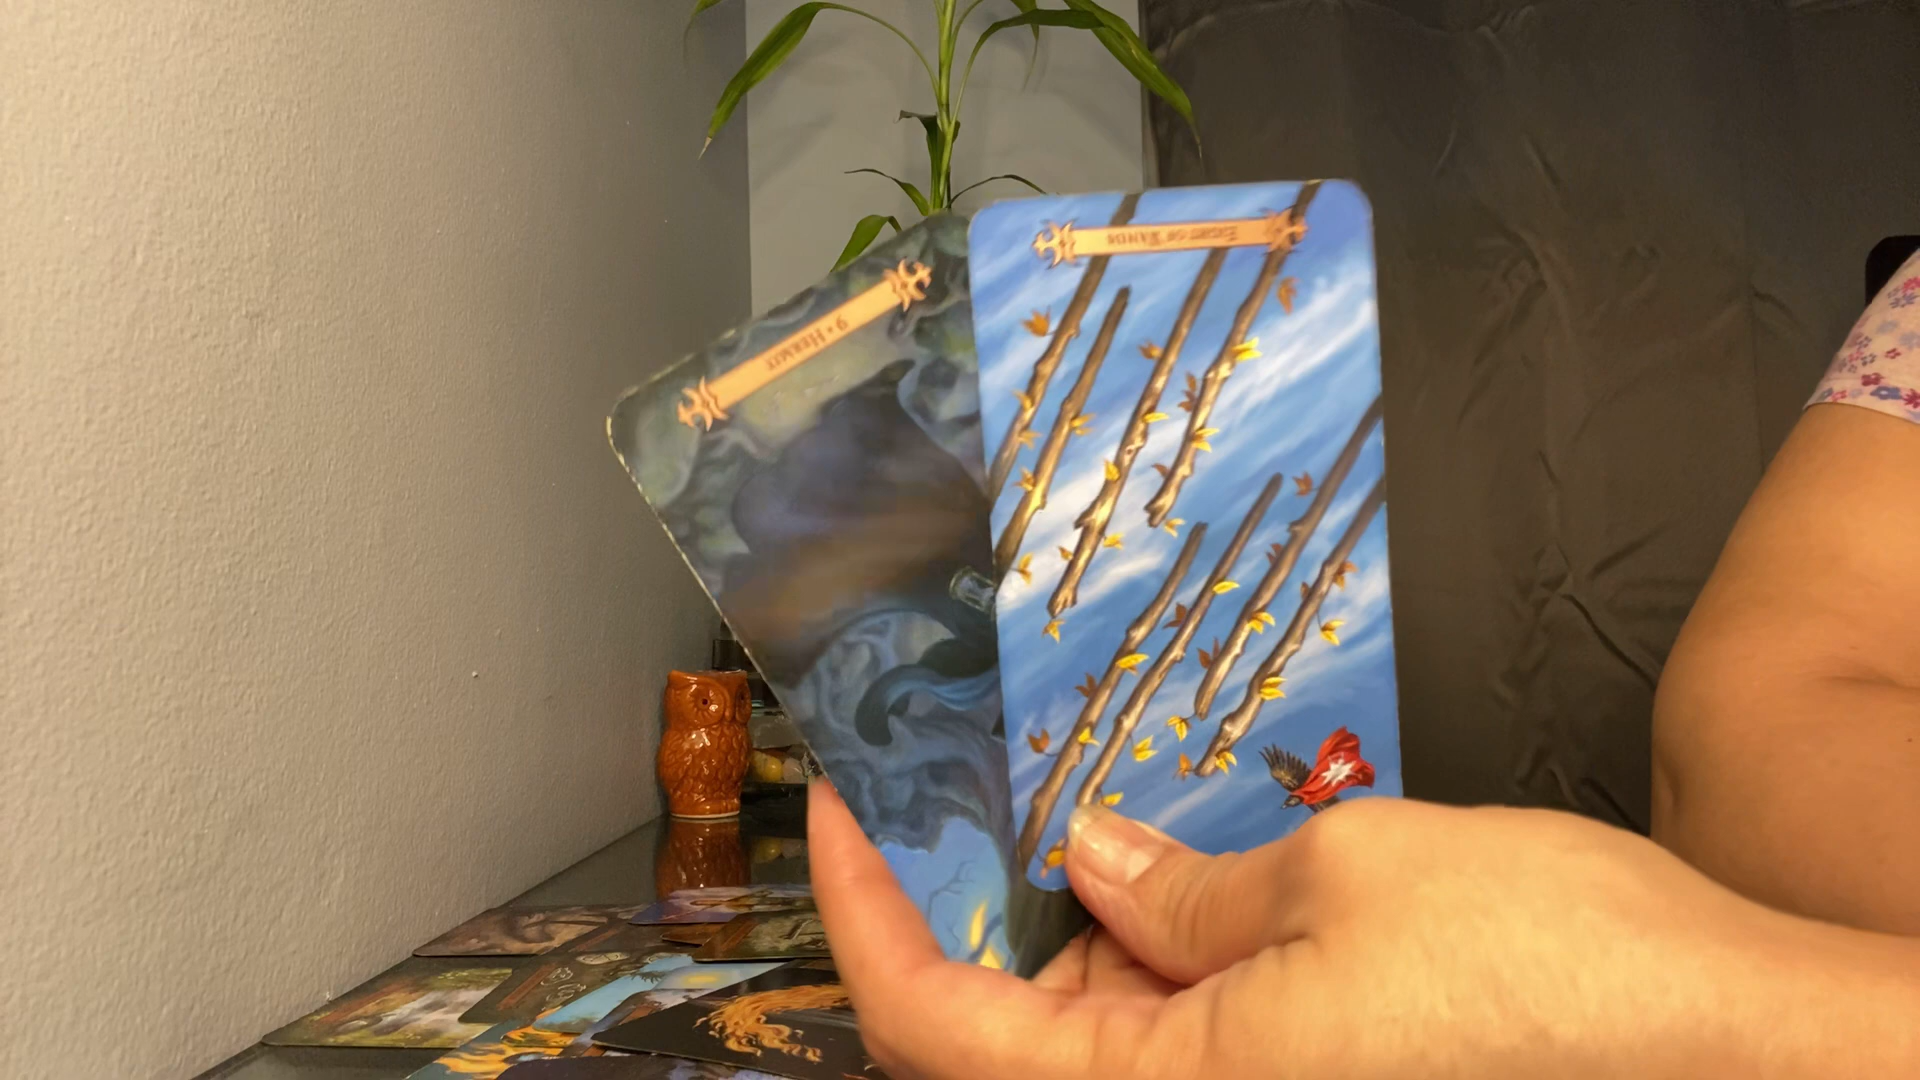 9 • Hermit
Eight of Wands